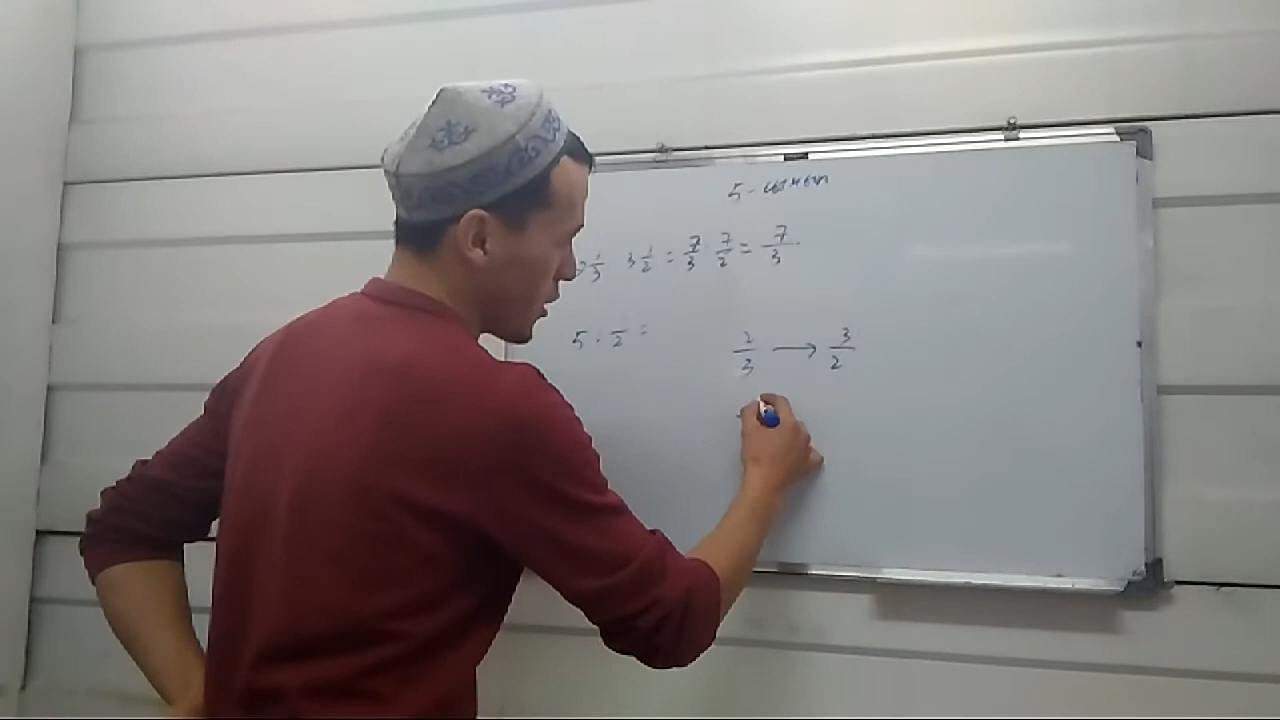 5 -
2 1/3 3 1/2 = 7/3 · 7/2 = 7/3
5 · /2 =
2/3 → 3/2